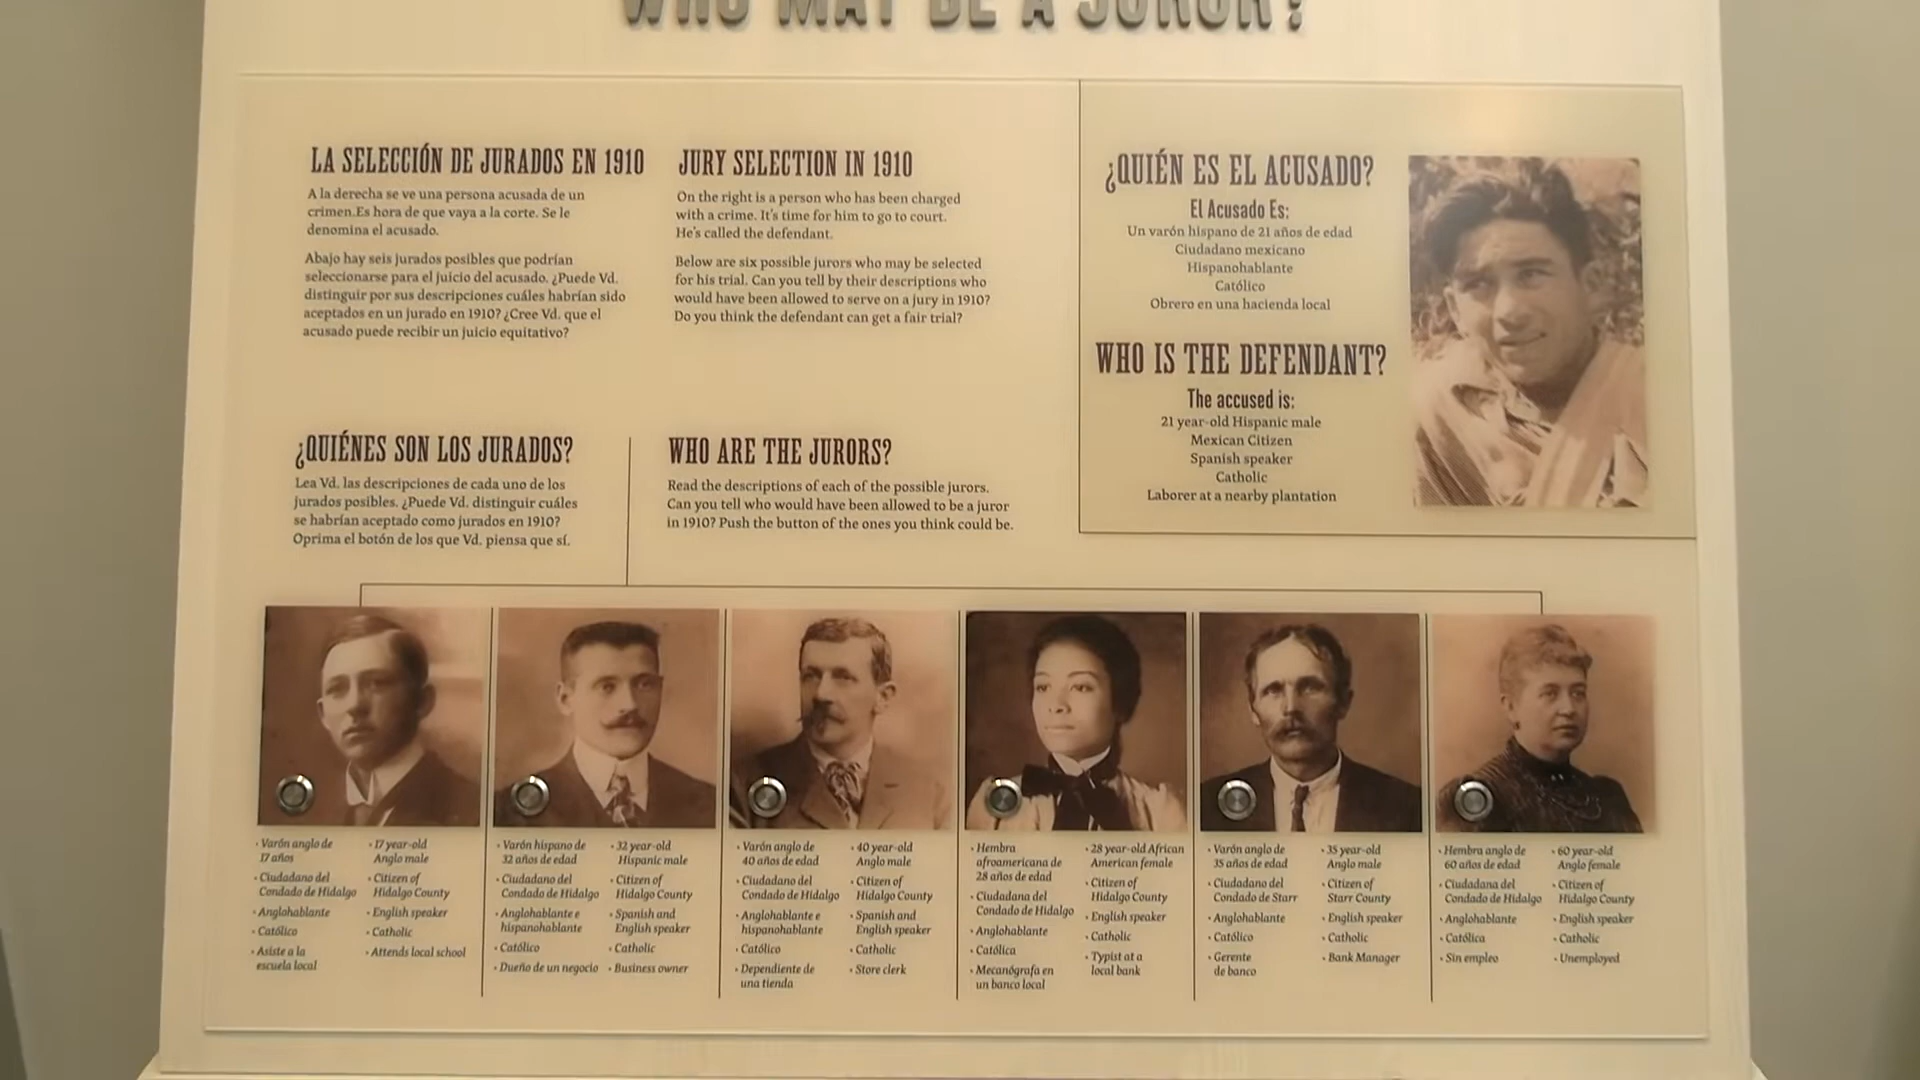 WHO MAY BE A JUROR?
LA SELECCIÓN DE JURADOS EN 1910
A la derecha se ve una persona acusada de un
crimen.Es hora de que vaya a la corte. Se le
denomina el acusado.
Abajo hay seis jurados posibles que podrían
seleccionarse para el juicio del acusado. ¿Puede Vd.
distinguir por sus descripciones cuáles habrían sido
aceptados en un jurado en 1910? ¿Cree Vd. que el
acusado puede recibir un juicio equitativo?
JURY SELECTION IN 1910
On the right is a person who has been charged
with a crime. It's time for him to go to court.
He's called the defendant.
Below are six possible jurors who may be selected
for his trial. Can you tell by their descriptions who
would have been allowed to serve on a jury in 1910?
Do you think the defendant can get a fair trial?
¿QUIÉN ES EL ACUSADO?
El Acusado Es:
Un varón hispano de 21 años de edad
Ciudadano mexicano
Hispanohablante
Católico
Obrero en una hacienda local
WHO IS THE DEFENDANT?
The accused is:
21 year-old Hispanic male
Mexican Citizen
Spanish speaker
Catholic
Laborer at a nearby plantation
¿QUIÉNES SON LOS JURADOS?
Lea Vd. las descripciones de cada uno de los
jurados posibles. ¿Puede Vd. distinguir cuáles
se habrían aceptado como jurados en 1910?
Oprima el botón de los que Vd. piensa que sí.
WHO ARE THE JURORS?
Read the descriptions of each of the possible jurors.
Can you tell who would have been allowed to be a juror
in 1910? Push the button of the ones you think could be.
· Varón anglo de
17 años
· Ciudadano del
Condado de Hidalgo
· Anglohablante
· Católico
· Asiste a la
escuela local
· 17 year-old
Anglo male
· Citizen of
Hidalgo County
· English speaker
· Catholic
· Attends local school
· Varón hispano de
32 años de edad
· Ciudadano del
Condado de Hidalgo
· Anglohablante e
hispanohablante
· Católico
· Dueño de un negocio
· 32 year-old
Hispanic male
· Citizen of
Hidalgo County
· Spanish and
English speaker
· Catholic
· Business owner
· Varón anglo de
40 años de edad
· Ciudadano del
Condado de Hidalgo
· Anglohablante e
hispanohablante
· Católico
· Dependiente de
una tienda
· 40 year-old
Anglo male
· Citizen of
Hidalgo County
· Spanish and
English speaker
· Catholic
· Store clerk
· Hembra
afroamericana de
28 años de edad
· Ciudadana del
Condado de Hidalgo
· Anglohablante
· Católica
· Mecanógrafa en
un banco local
· 28 year-old African
American female
· Citizen of
Hidalgo County
· English speaker
· Catholic
· Typist at a
local bank
· Varón anglo de
35 años de edad
· Ciudadano del
Condado de Starr
· Anglohablante
· Católico
· Gerente
de banco
· 35 year-old
Anglo male
· Citizen of
Starr County
· English speaker
· Catholic
· Bank Manager
· Hembra anglo de
60 años de edad
· Ciudadana del
Condado de Hidalgo
· Anglohablante
· Católica
· Sin empleo
· 60 year-old
Anglo female
· Citizen of
Hidalgo County
· English speaker
· Catholic
· Unemployed